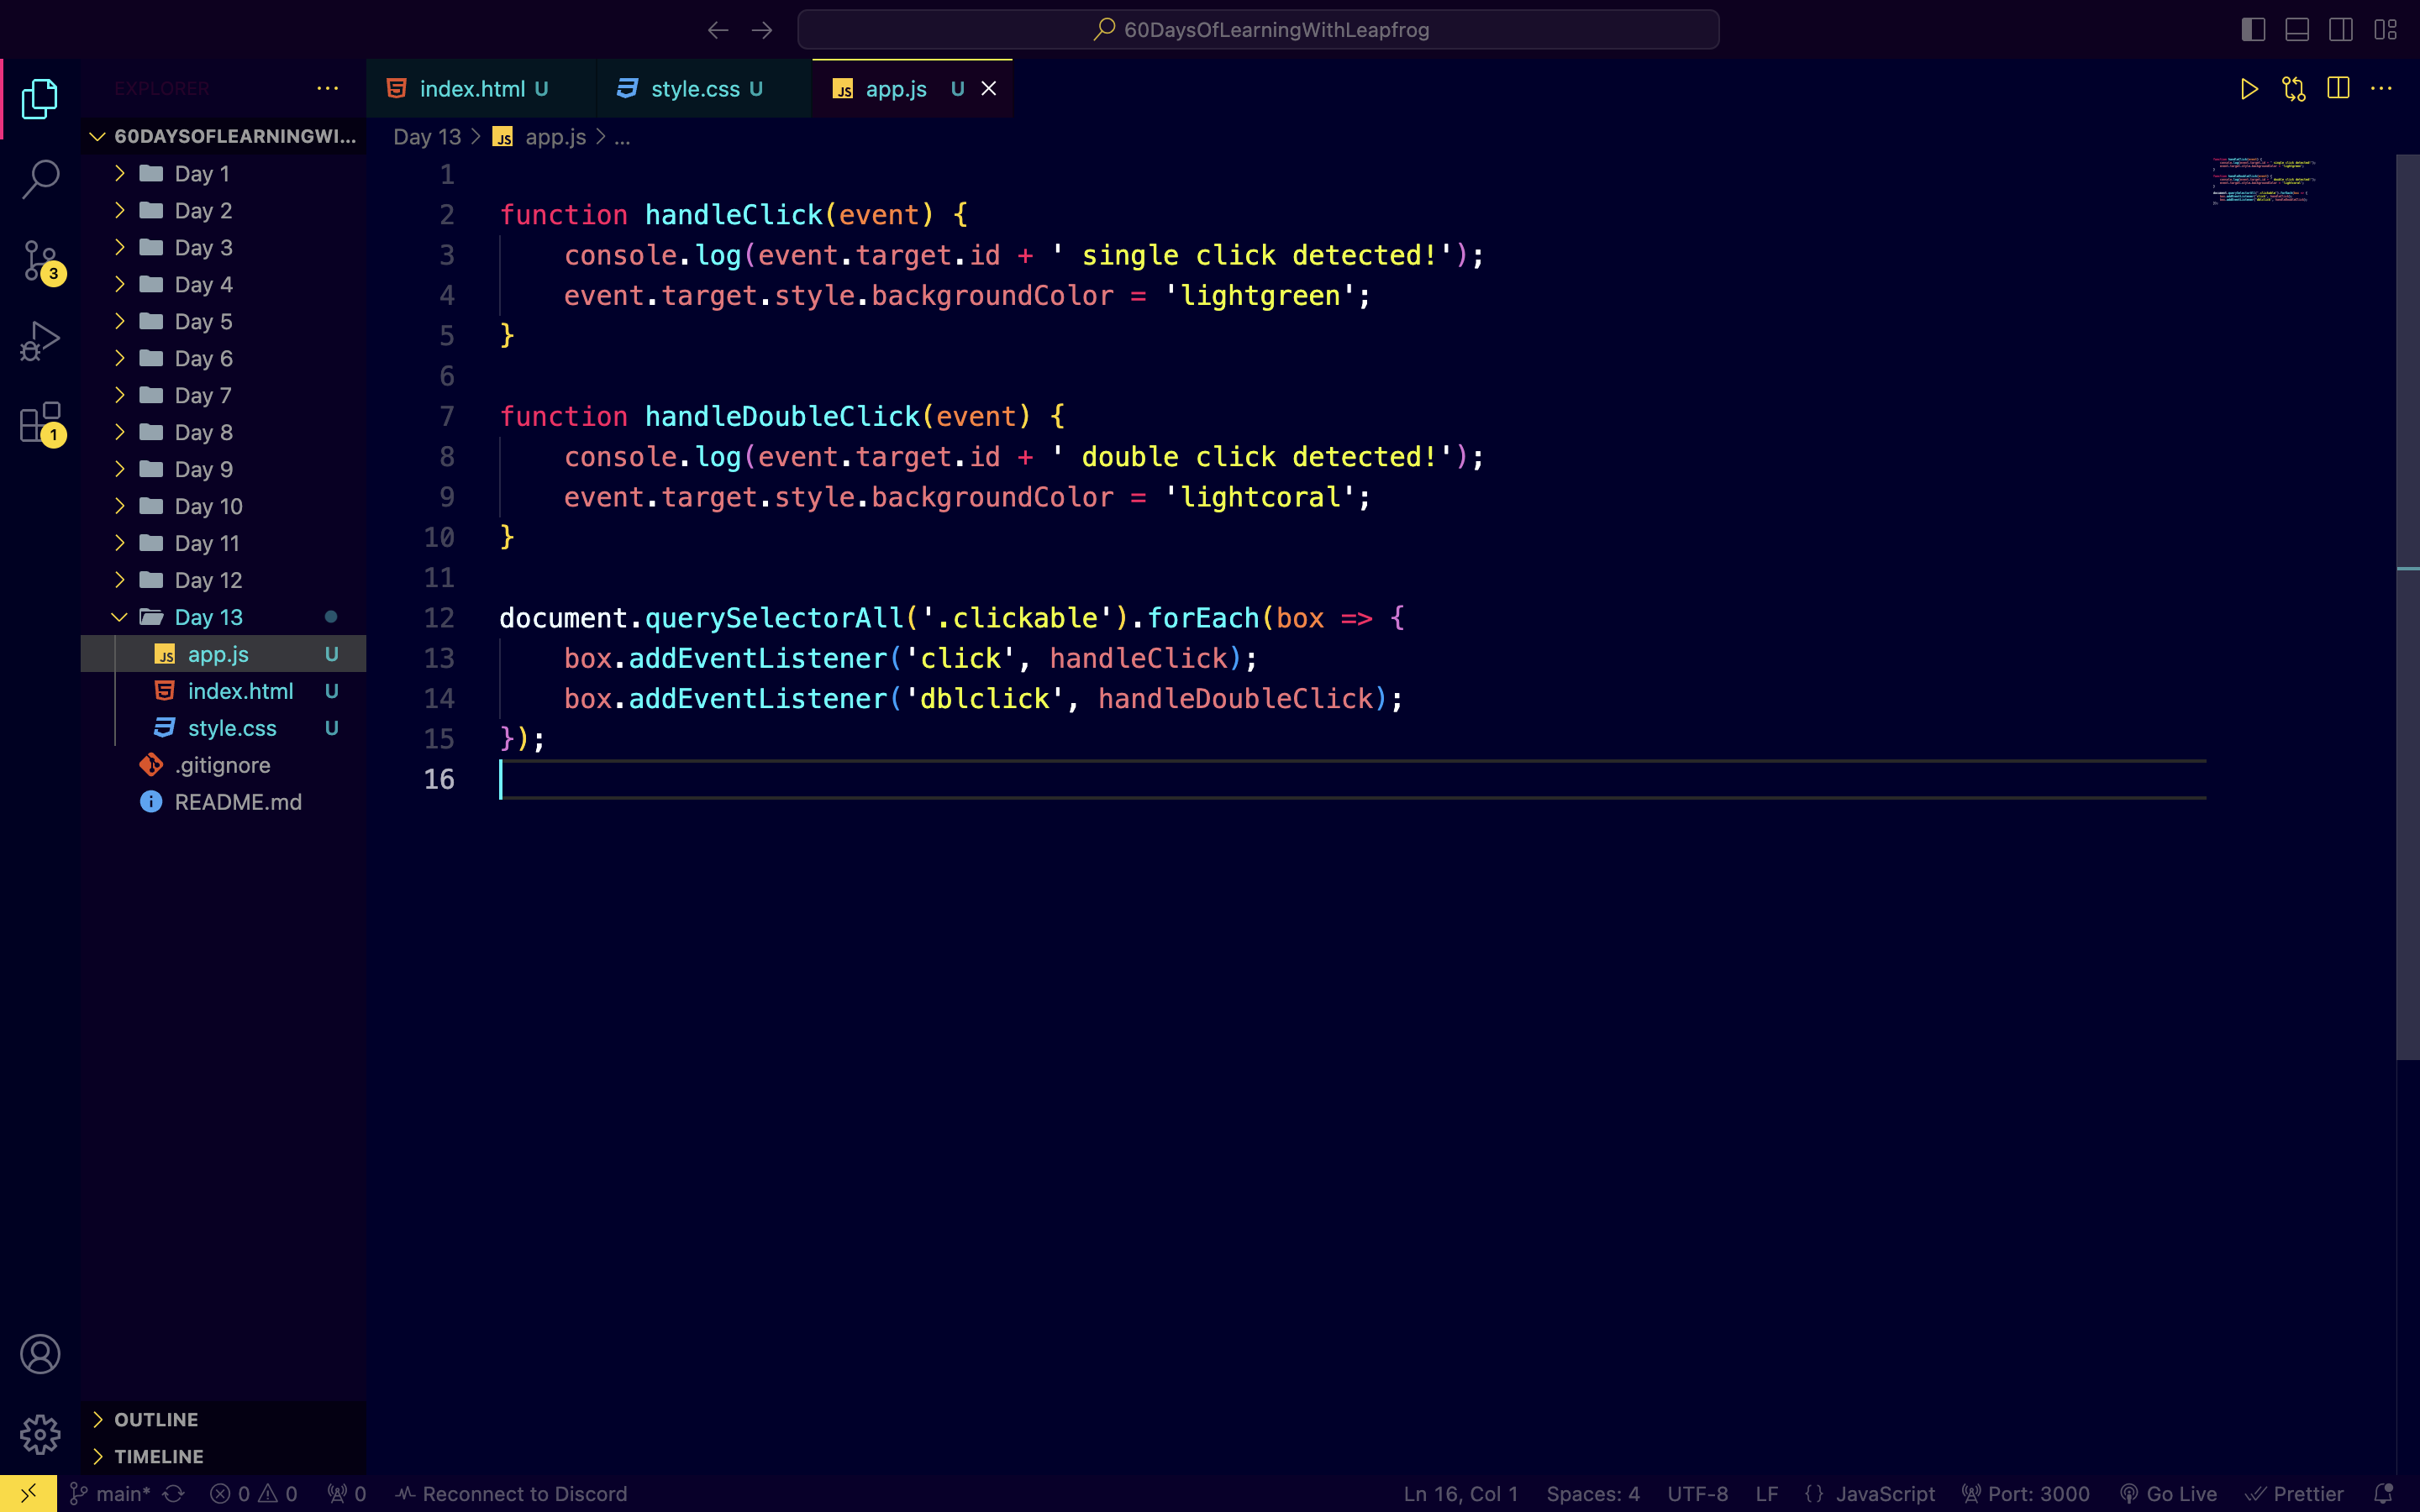 60DaysOfLearningWithLeapfrog
EXPLORER
60DAYSOFLEARNINGWI...
Day 1
Day 2
Day 3
Day 4
Day 5
Day 6
Day 7
Day 8
Day 9
Day 10
Day 11
Day 12
Day 13
app.js U
index.html U
style.css U
.gitignore
README.md
OUTLINE
TIMELINE
3
1
index.html U
style.css U
JS app.js U
Day 13 > JS app.js > ...
1
2 function handleClick(event) {
3     console.log(event.target.id + ' single click detected!');
4     event.target.style.backgroundColor = 'lightgreen';
5 }
6
7 function handleDoubleClick(event) {
8     console.log(event.target.id + ' double click detected!');
9     event.target.style.backgroundColor = 'lightcoral';
10 }
11
12 document.querySelectorAll('.clickable').forEach(box => {
13     box.addEventListener('click', handleClick);
14     box.addEventListener('dblclick', handleDoubleClick);
15 });
16
main* 0 0 0 Reconnect to Discord Ln 16, Col 1 Spaces: 4 UTF-8 LF {} JavaScript Port: 3000 Go Live Prettier